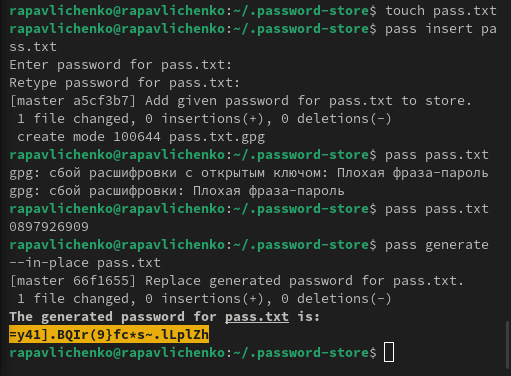 rapavlichenko@rapavlichenko:~/.password-store$ touch pass.txt
rapavlichenko@rapavlichenko:~/.password-store$ pass insert pa
ss.txt
Enter password for pass.txt:
Retype password for pass.txt:
[master a5cf3b7] Add given password for pass.txt to store.
 1 file changed, 0 insertions(+), 0 deletions(-)
 create mode 100644 pass.txt.gpg
rapavlichenko@rapavlichenko:~/.password-store$ pass pass.txt
gpg: сбой расшифровки с открытым ключом: Плохая фраза-пароль
gpg: сбой расшифровки: Плохая фраза-пароль
rapavlichenko@rapavlichenko:~/.password-store$ pass pass.txt
0897926909
rapavlichenko@rapavlichenko:~/.password-store$ pass generate
--in-place pass.txt
[master 66f1655] Replace generated password for pass.txt.
 1 file changed, 0 insertions(+), 0 deletions(-)
The generated password for pass.txt is:
=y41].BQIr(9}fc*s~.lLplZh
rapavlichenko@rapavlichenko:~/.password-store$